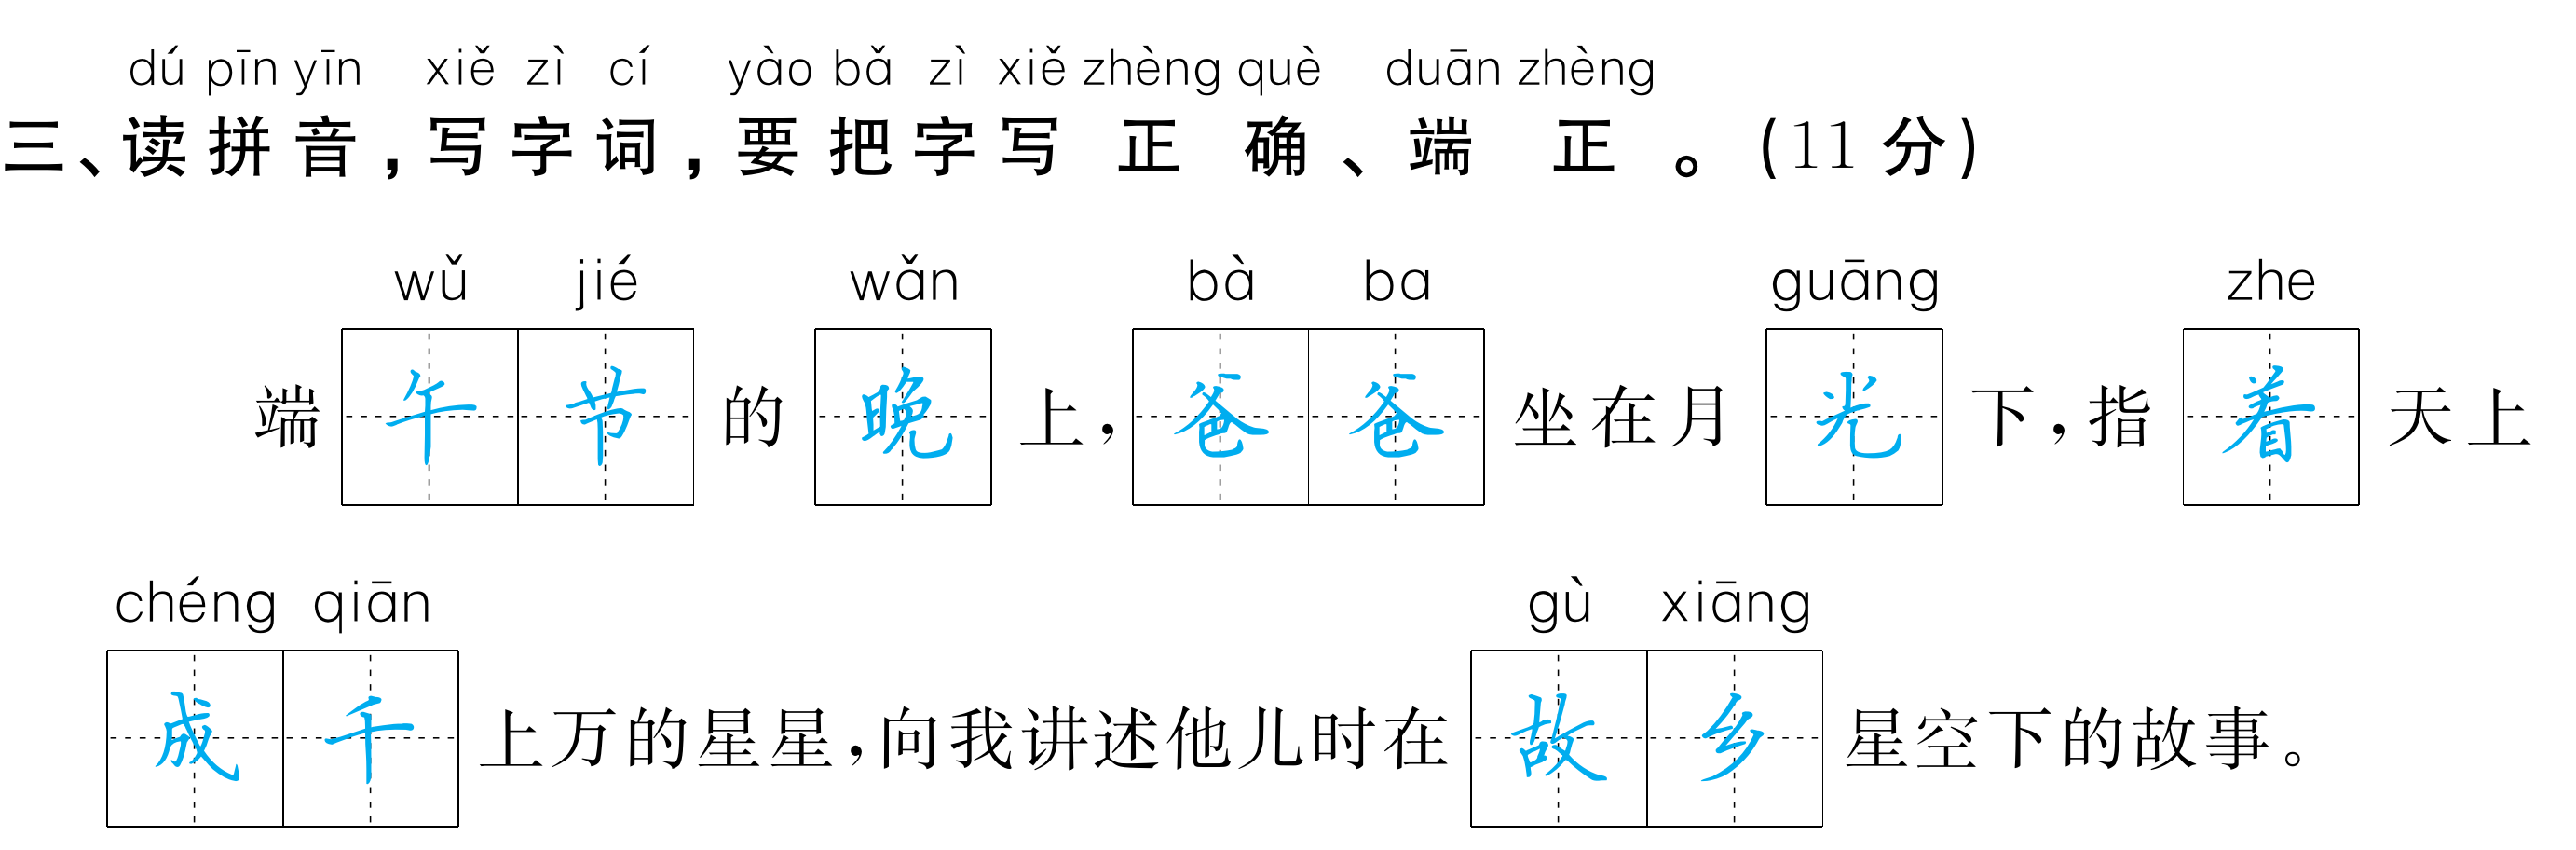 dú pīn yīn xiě zì cí yào bǎ zì xiě zhèng què duān zhèng
三、读拼音，写字词，要把字写正确、端正。（11分）
wǔ jié wǎn bà ba guāng zhe
端午节的晚上，爸爸坐在月光下，指着天上
chéng qiān gù xiāng
成千上万的星星，向我讲述他儿时在故乡星空下的故事。